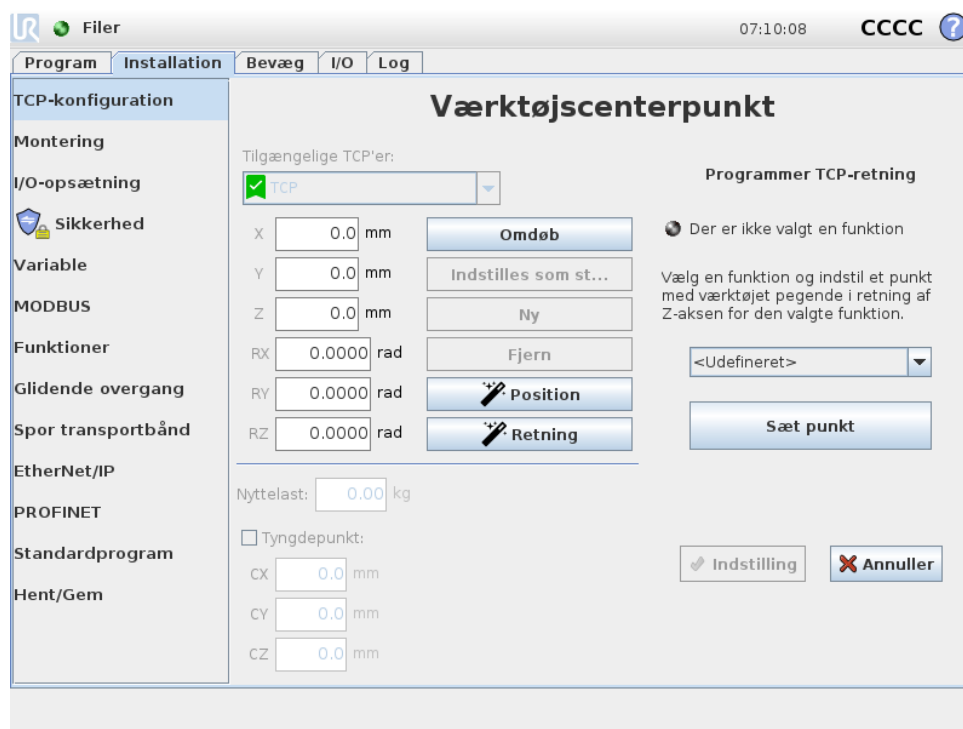 UR Filer 07:10:08 CCCC ?
Program Installation Bevæg I/O Log
TCP-konfiguration
Montering
I/O-opsætning
Sikkerhed
Variable
MODBUS
Funktioner
Glidende overgang
Spor transportbånd
EtherNet/IP
PROFINET
Standardprogram
Hent/Gem
Værktøjscenterpunkt
Tilgængelige TCP'er:
TCP
X 0.0 mm
Y 0.0 mm
Z 0.0 mm
RX 0.0000 rad
RY 0.0000 rad
RZ 0.0000 rad
Omdøb
Indstilles som st...
Ny
Fjern
Position
Retning
Nyttelast: 0.00 kg
Tyngdepunkt:
CX 0.0 mm
CY 0.0 mm
CZ 0.0 mm
Programmer TCP-retning
Der er ikke valgt en funktion
Vælg en funktion og indstil et punkt
med værktøjet pegende i retning af
Z-aksen for den valgte funktion.
<Udefineret>
Sæt punkt
Indstilling
Annuller